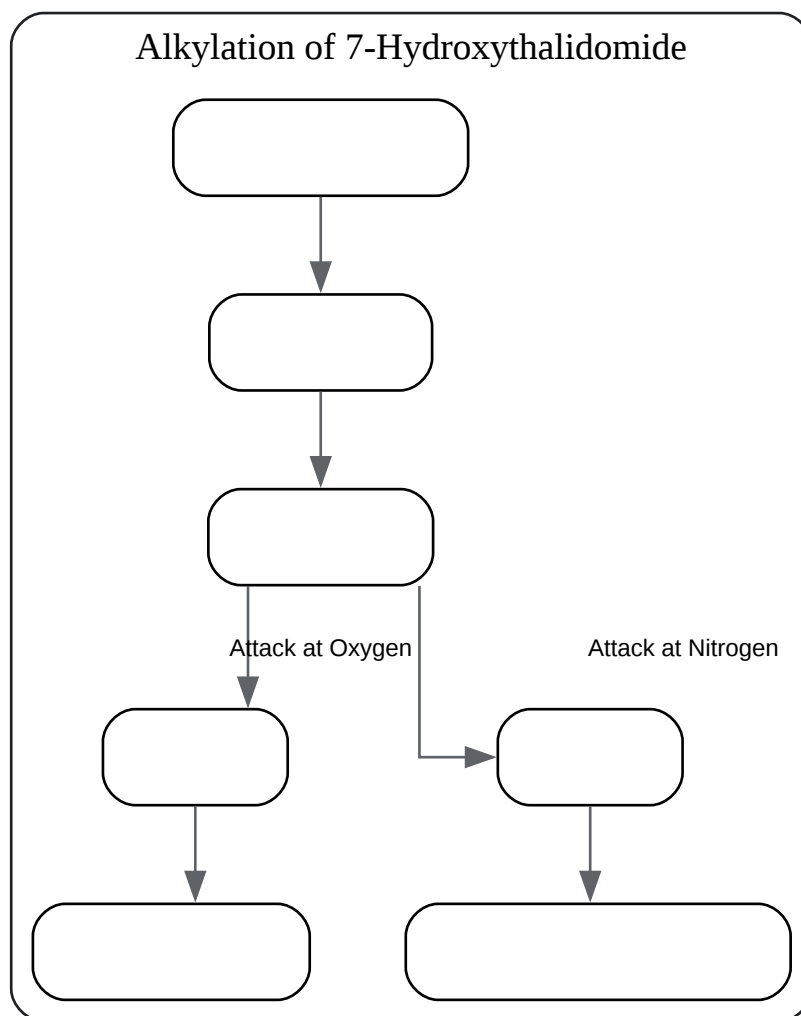 Alkylation of 7-Hydroxythalidomide
Attack at Oxygen
Attack at Nitrogen